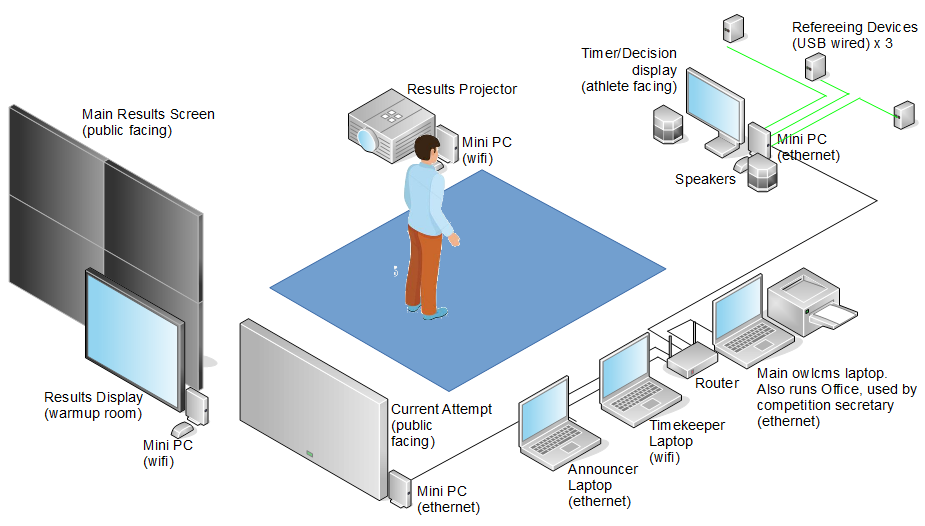 Refereeing Devices
(USB wired) x 3
Timer/Decision
display
(athlete facing)
Results Projector
Main Results Screen
(public facing)
Mini PC
(wifi)
Mini PC
(ethernet)
Speakers
Router
Main owlcms laptop.
Also runs Office, used by
competition secretary
(ethernet)
Results Display
(warmup room)
Current Attempt
(public
facing)
Timekeeper
Laptop
(wifi)
Mini PC
(wifi)
Announcer
Laptop
(ethernet)
Mini PC
(ethernet)